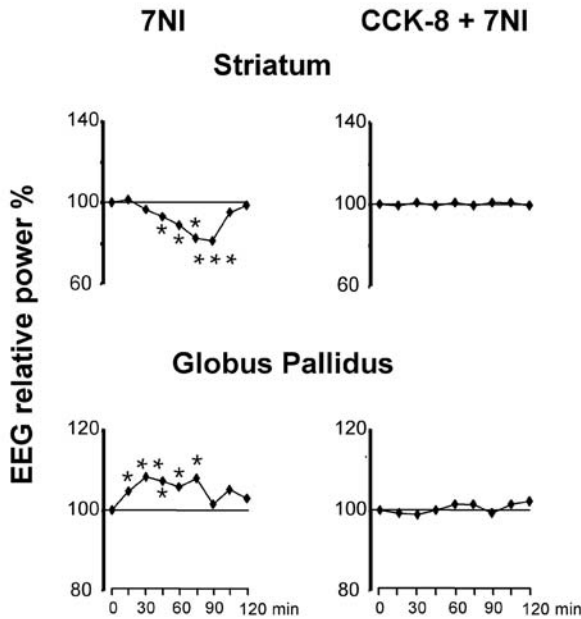 7NI CCK-8 + 7NI
Striatum
140 140
100 100
* * *
* * * *
60 60
EEG relative power %
Globus Pallidus
120 120
* * * * *
*
100 100
80 80
0 30 60 90 120 min 0 30 60 90 120 min